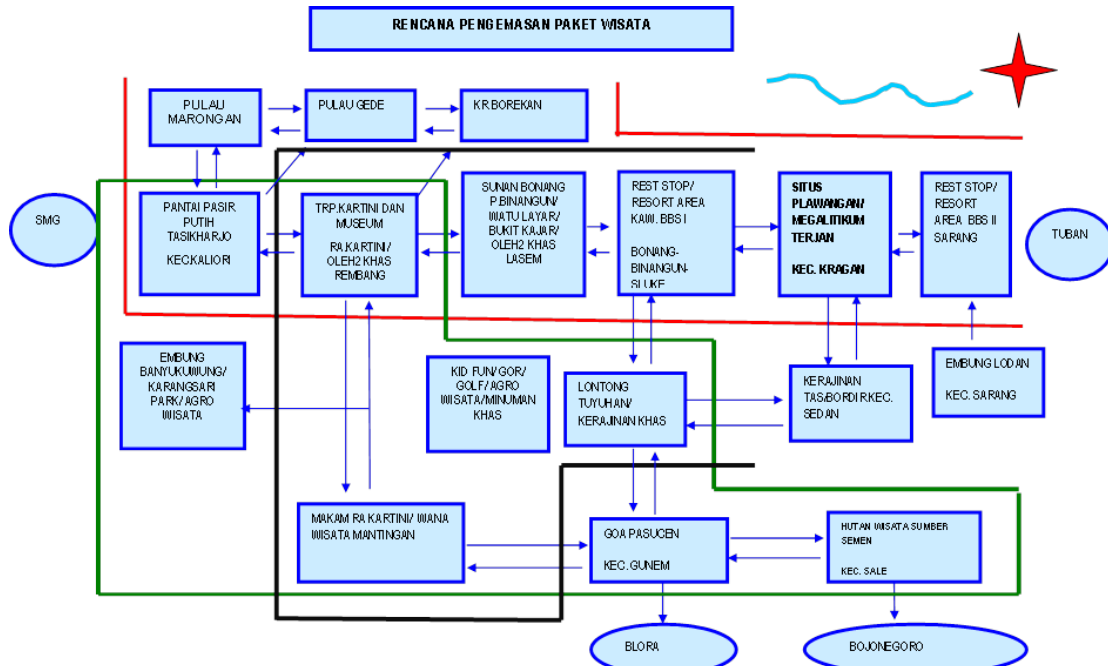 RENCANA PENGEMASAN PAKET WISATA
PULAU
MARONGAN
PULAU GEDE
KR.BOREKAN
SMG
PANTAI PASIR
PUTIH
TASIKHARJO
KEC.KALIORI
TRP.KARTINI DAN
MUSEUM
RA.KARTINI/
OLEH2 KHAS
REMBANG
SUNAN BONANG
P.BINANGUN/
WATU LAYAR/
BUKIT KAJAR/
OLEH2 KHAS
LASEM
REST STOP/
RESORT AREA
KAW. BBS I
BONANG-
BINANGUN-
SLUKE
SITUS
PLAWANGAN/
MEGALITIKUM
TERJAN
KEC. KRAGAN
REST STOP/
RESORT
AREA BBS II
SARANG
TUBAN
EMBUNG
BANYUKUWUNG/
KARANGSARI
PARK/AGRO
WISATA
KID FUN/GOR/
GOLF/AGRO
WISATA/MINUMAN
KHAS
LONTONG
TUYUHAN/
KERAJINAN KHAS
KERAJINAN
TAS/BORDIR.KEC.
SEDAN
EMBUNG LODAN
KEC. SARANG
MAKAM RA KARTINI/ WANA
WISATA MANTINGAN
GOA PASUCEN
KEC. GUNEM
HUTAN WISATA SUMBER
SEMEN
KEC. SALE
BLORA
BOJONEGORO